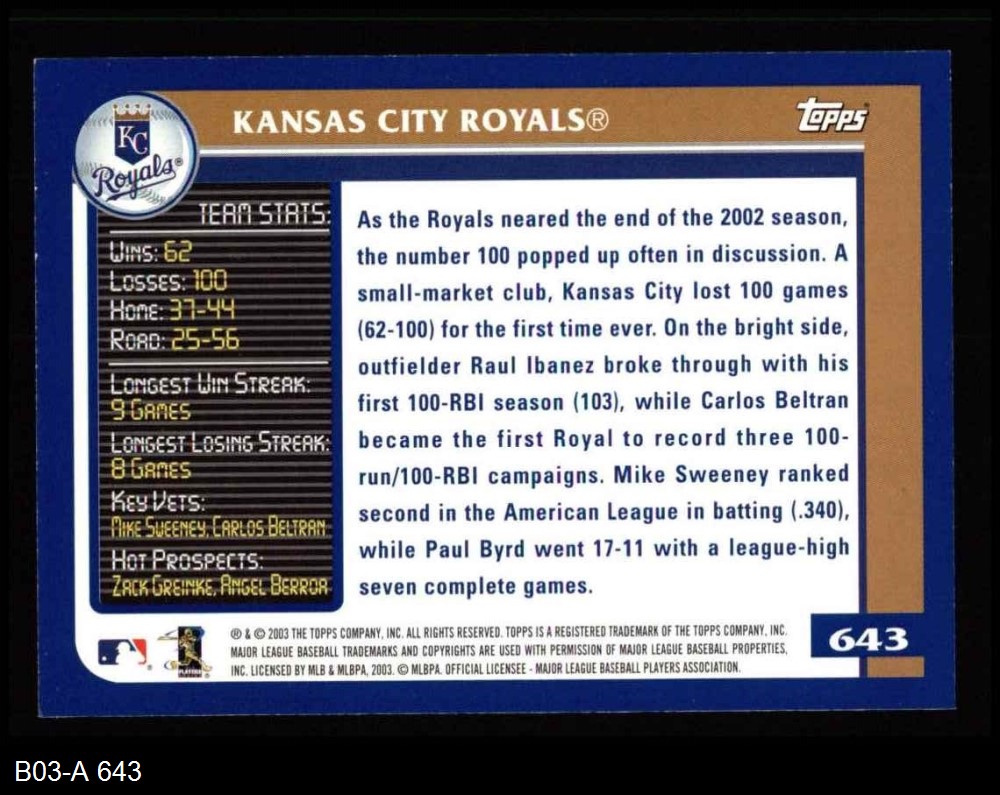 KANSAS CITY ROYALS®
Topps
KC
Royals®
TEAM STATS:
WINS: 62
LOSSES: 100
HOME: 37-44
ROAD: 25-56
LONGEST WIN STREAK:
9 GAMES
LONGEST LOSING STREAK:
8 GAMES
KEY VETS:
MIKE SWEENEY, CARLOS BELTRAN
HOT PROSPECTS:
ZACK GREINKE, ANGEL BERROA
As the Royals neared the end of the 2002 season,
the number 100 popped up often in discussion. A
small-market club, Kansas City lost 100 games
(62-100) for the first time ever. On the bright side,
outfielder Raul Ibanez broke through with his
first 100-RBI season (103), while Carlos Beltran
became the first Royal to record three 100-
run/100-RBI campaigns. Mike Sweeney ranked
second in the American League in batting (.340),
while Paul Byrd went 17-11 with a league-high
seven complete games.
® & © 2003 THE TOPPS COMPANY, INC. ALL RIGHTS RESERVED. TOPPS IS A REGISTERED TRADEMARK OF THE TOPPS COMPANY, INC.
MAJOR LEAGUE BASEBALL TRADEMARKS AND COPYRIGHTS ARE USED WITH PERMISSION OF MAJOR LEAGUE BASEBALL PROPERTIES,
INC. LICENSED BY MLB & MLBPA, 2003. © MLBPA. OFFICIAL LICENSEE - MAJOR LEAGUE BASEBALL PLAYERS ASSOCIATION.
643
B03-A 643